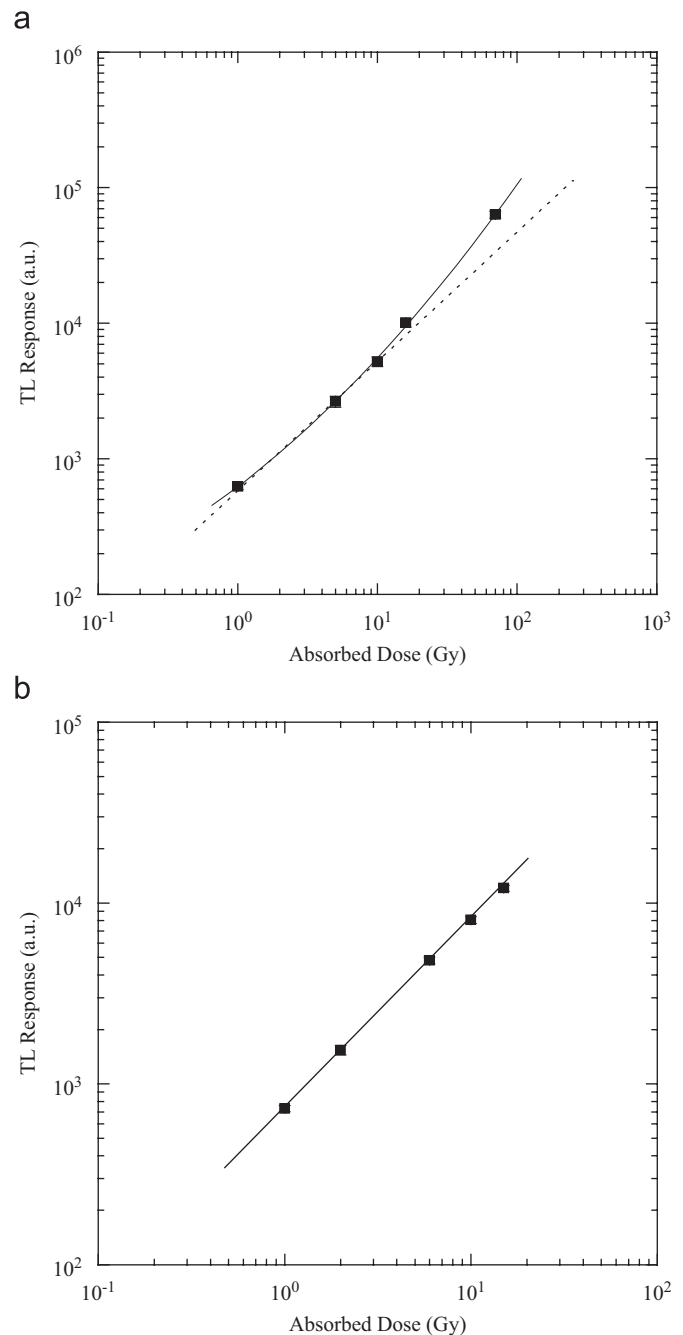 a
10^6
10^5
10^4
10^3
10^2
TL Response (a.u.)
10^-1 10^0 10^1 10^2 10^3
Absorbed Dose (Gy)
b
10^5
10^4
10^3
10^2
TL Response (a.u.)
10^-1 10^0 10^1 10^2
Absorbed Dose (Gy)